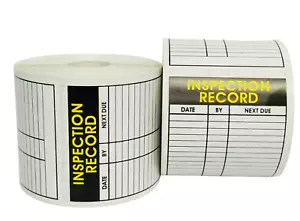 INSPECTION
RECORD
DATE BY NEXT DUE
INSPECTION
RECORD
DATE BY NEXT DUE